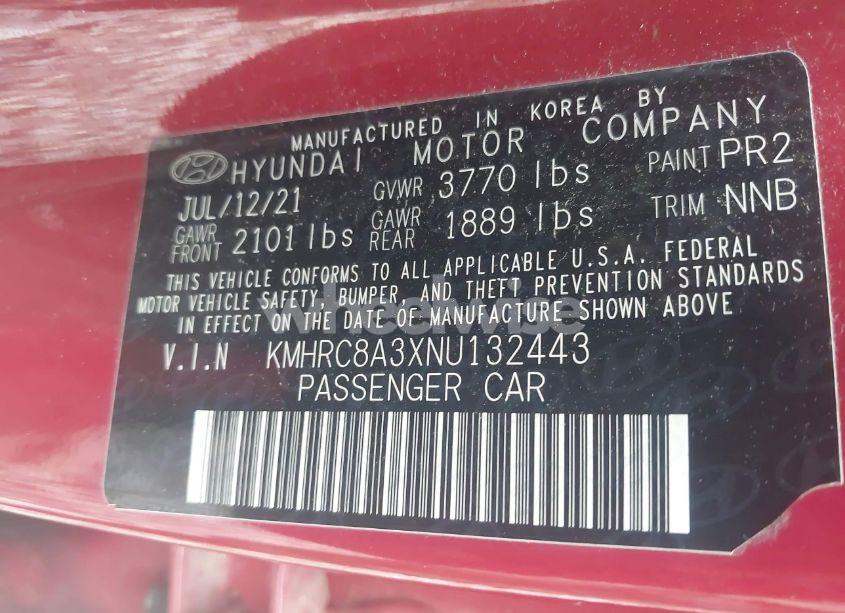 MANUFACTURED IN KOREA BY
HYUNDAI MOTOR COMPANY
JUL/12/21 GVWR 3770 lbs PAINT PR2
GAWR FRONT 2101 lbs GAWR REAR 1889 lbs TRIM NNB
THIS VEHICLE CONFORMS TO ALL APPLICABLE U.S.A. FEDERAL
MOTOR VEHICLE SAFETY, BUMPER, AND THEFT PREVENTION STANDARDS
IN EFFECT ON THE DATE OF MANUFACTURE SHOWN ABOVE
wheelwise
V.I.N KMHRC8A3XNU132443
PASSENGER CAR